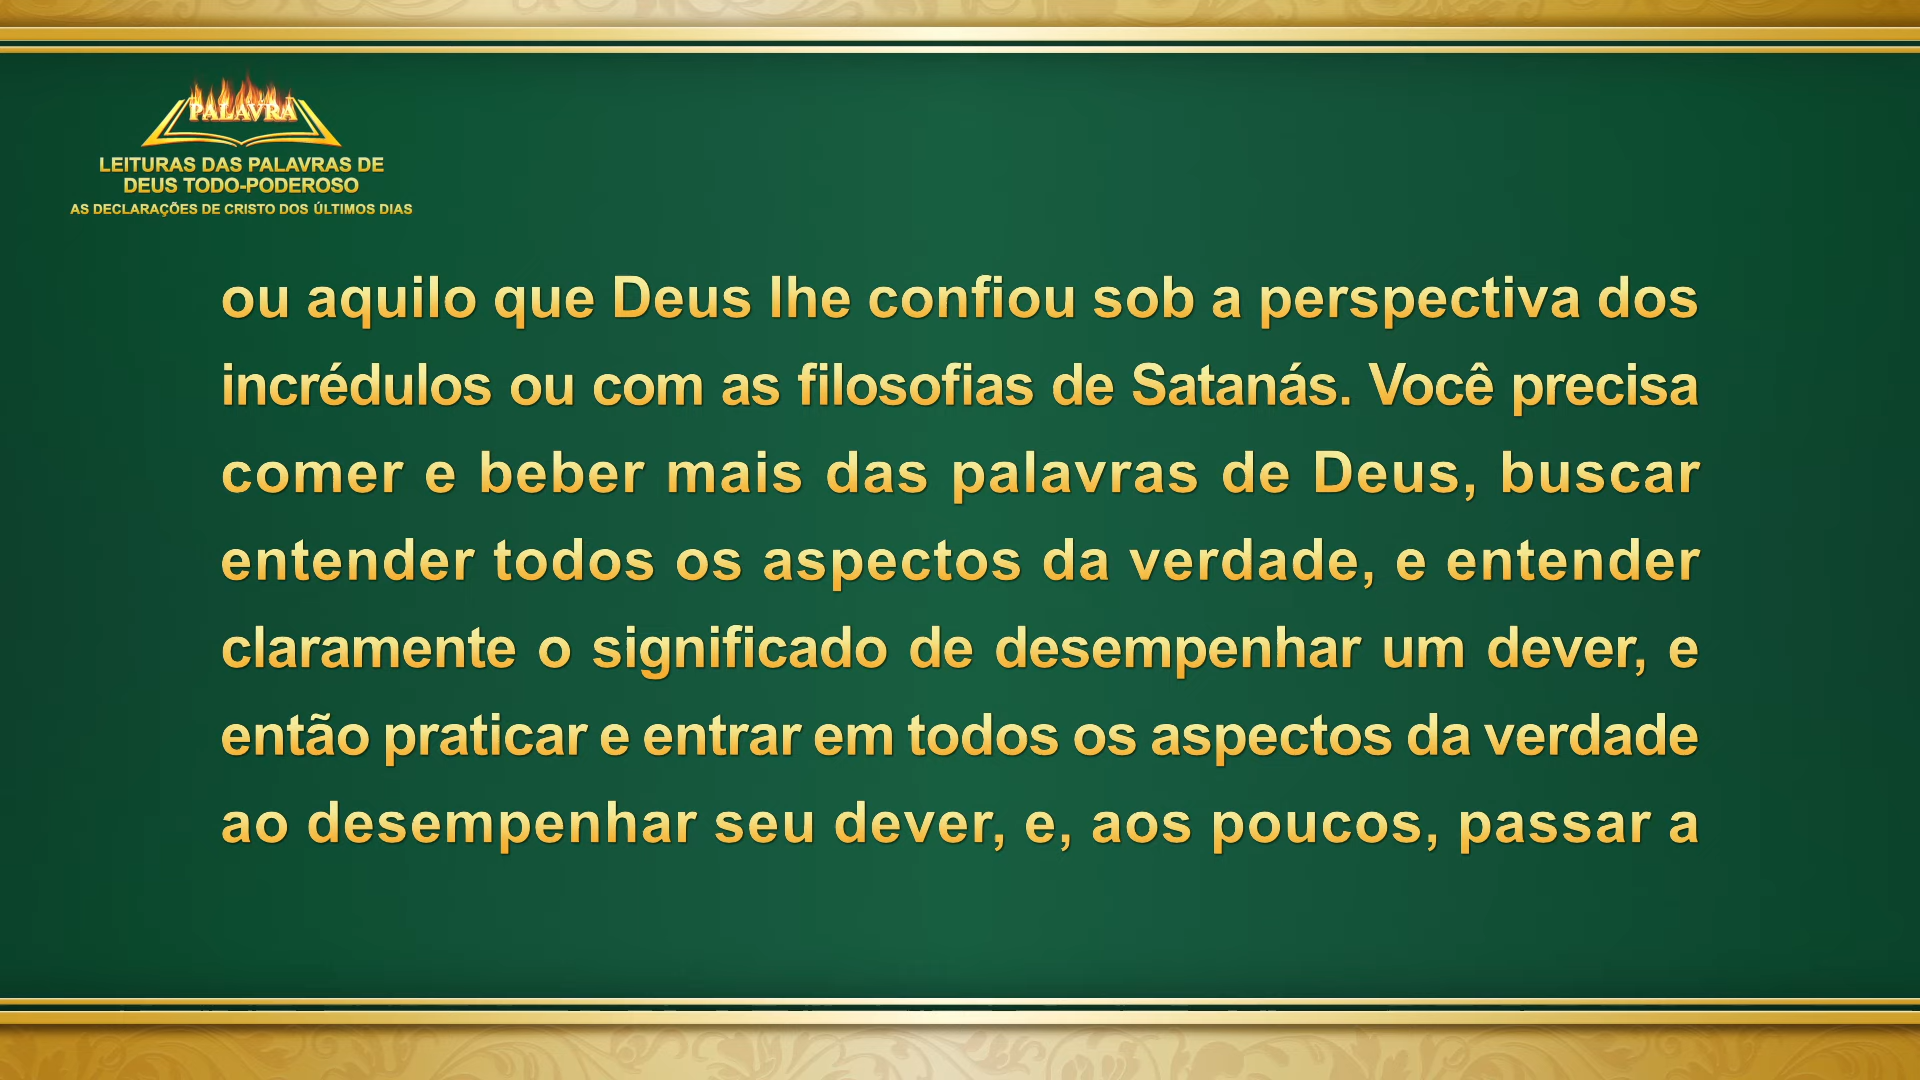 PALAVRA
LEITURAS DAS PALAVRAS DE
DEUS TODO-PODEROSO
AS DECLARAÇÕES DE CRISTO DOS ÚLTIMOS DIAS
ou aquilo que Deus lhe confiou sob a perspectiva dos
incrédulos ou com as filosofias de Satanás. Você precisa
comer e beber mais das palavras de Deus, buscar
entender todos os aspectos da verdade, e entender
claramente o significado de desempenhar um dever, e
então praticar e entrar em todos os aspectos da verdade
ao desempenhar seu dever, e, aos poucos, passar a